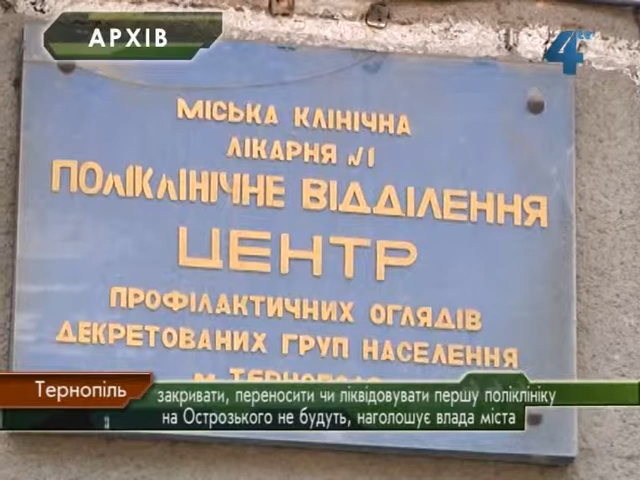 АРХІВ
4
МІСЬКА КЛІНІЧНА
ЛІКАРНЯ №1
ПОЛІКЛІНІЧНЕ ВІДДІЛЕННЯ
ЦЕНТР
ПРОФІЛАКТИЧНИХ ОГЛЯДІВ
ДЕКРЕТОВАНИХ ГРУП НАСЕЛЕННЯ
Тернопіль
закривати, переносити чи ліквідовувати першу поліклініку
на Острозького не будуть, наголошує влада міста